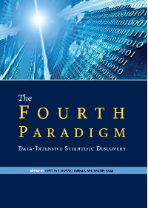 The
FOURTH
PARADIGM
DATA-INTENSIVE SCIENTIFIC DISCOVERY